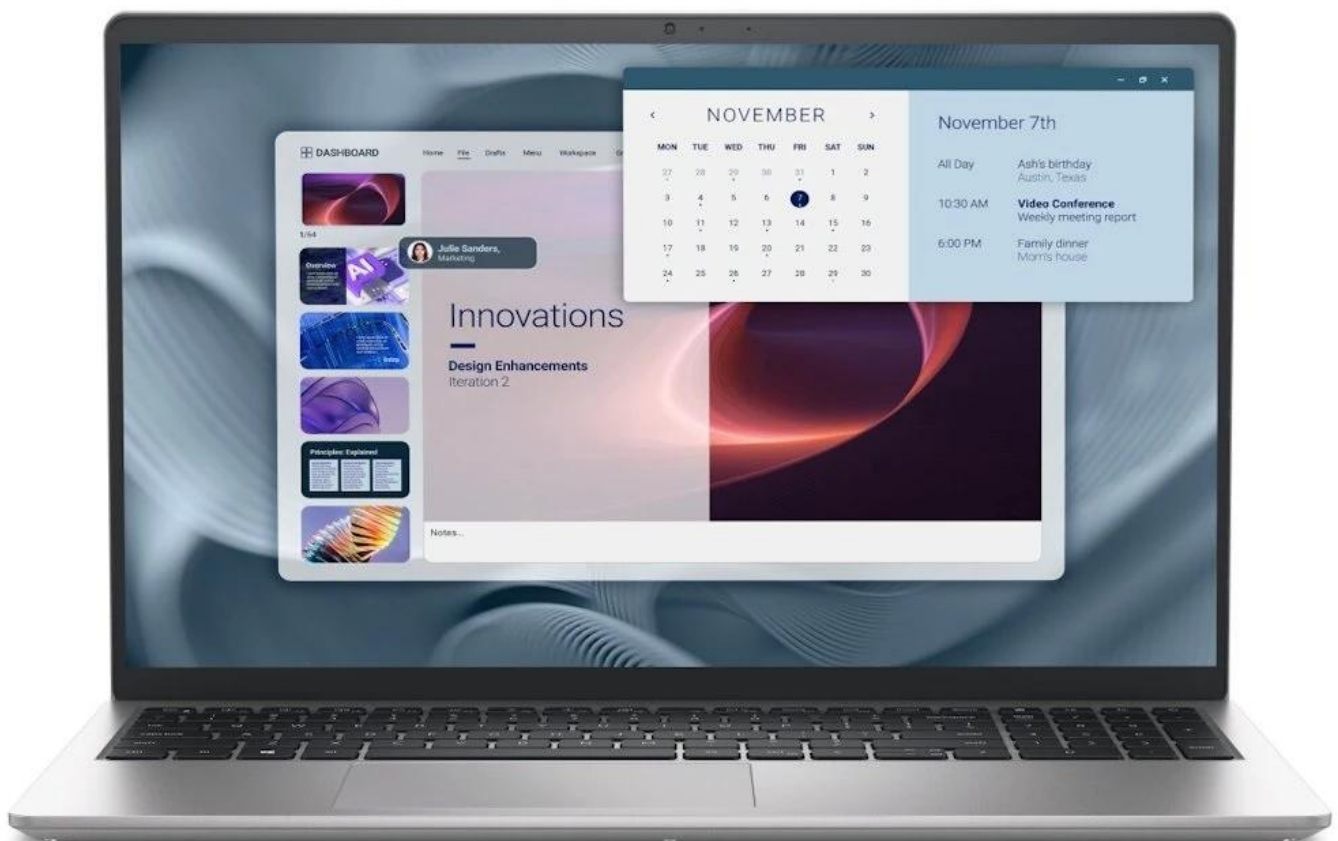 DASHBOARD
Home File Drafts Menu Workspace
1/64
Overview
AI
Intro
Principles: Explained
Julie Sanders,
Marketing
Innovations
Design Enhancements
Iteration 2
Notes...
NOVEMBER
MON TUE WED THU FRI SAT SUN
27 28 29 30 31 1 2
3 4 5 6 7 8 9
10 11 12 13 14 15 16
17 18 19 20 21 22 23
24 25 26 27 28 29 30
November 7th
All Day Ash's birthday
Austin, Texas
10:30 AM Video Conference
Weekly meeting report
6:00 PM Family dinner
Mom's house